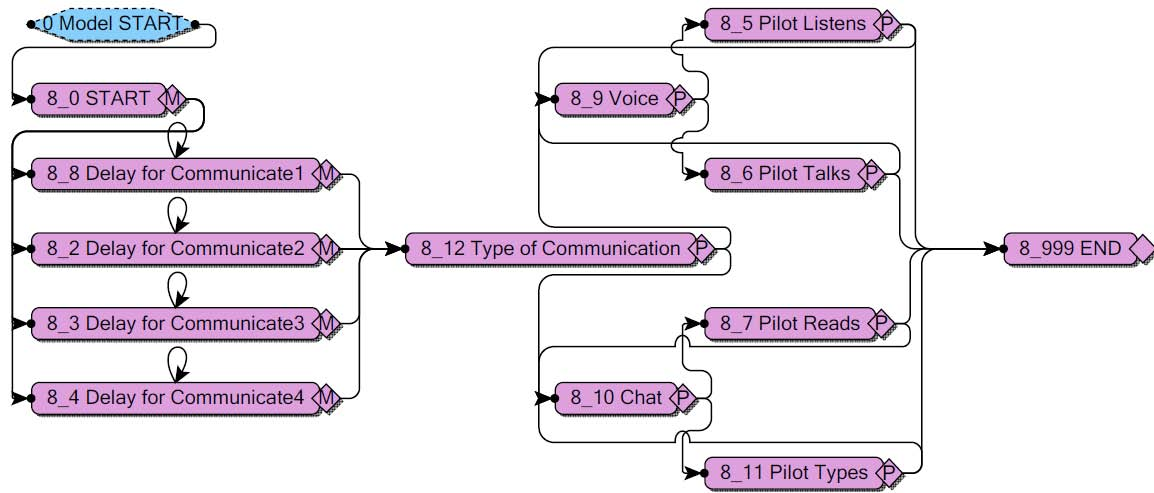 0 Model START
8_0 START M
8_8 Delay for Communicate1 M
8_2 Delay for Communicate2 M
8_3 Delay for Communicate3 M
8_4 Delay for Communicate4 M
8_12 Type of Communication P
8_5 Pilot Listens P
8_9 Voice P
8_6 Pilot Talks P
8_7 Pilot Reads P
8_10 Chat P
8_11 Pilot Types P
8_999 END